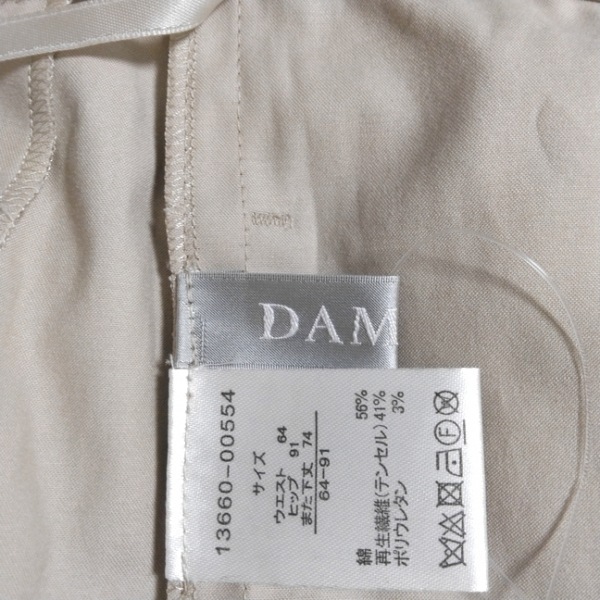 DAM
13660-00554
サイズ
ウエスト 64
ヒップ 91
また下丈 74
64-91
綿 56%
再生繊維(テンセル) 41%
ポリウレタン 3%